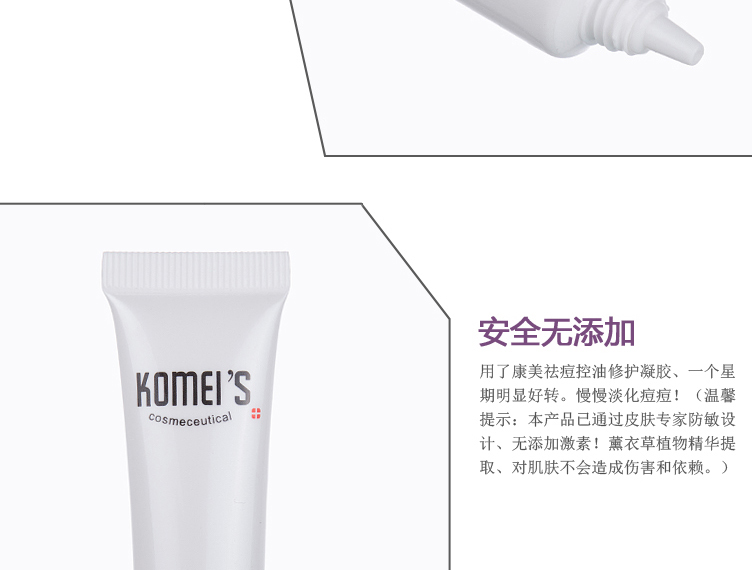 KOMEI'S
cosmeceutical
安全无添加
用了康美祛痘控油修护凝胶、一个星
期明显好转。慢慢淡化痘痘！（温馨
提示：本产品已通过皮肤专家防敏设
计、无添加激素！薰衣草植物精华提
取、对肌肤不会造成伤害和依赖。）